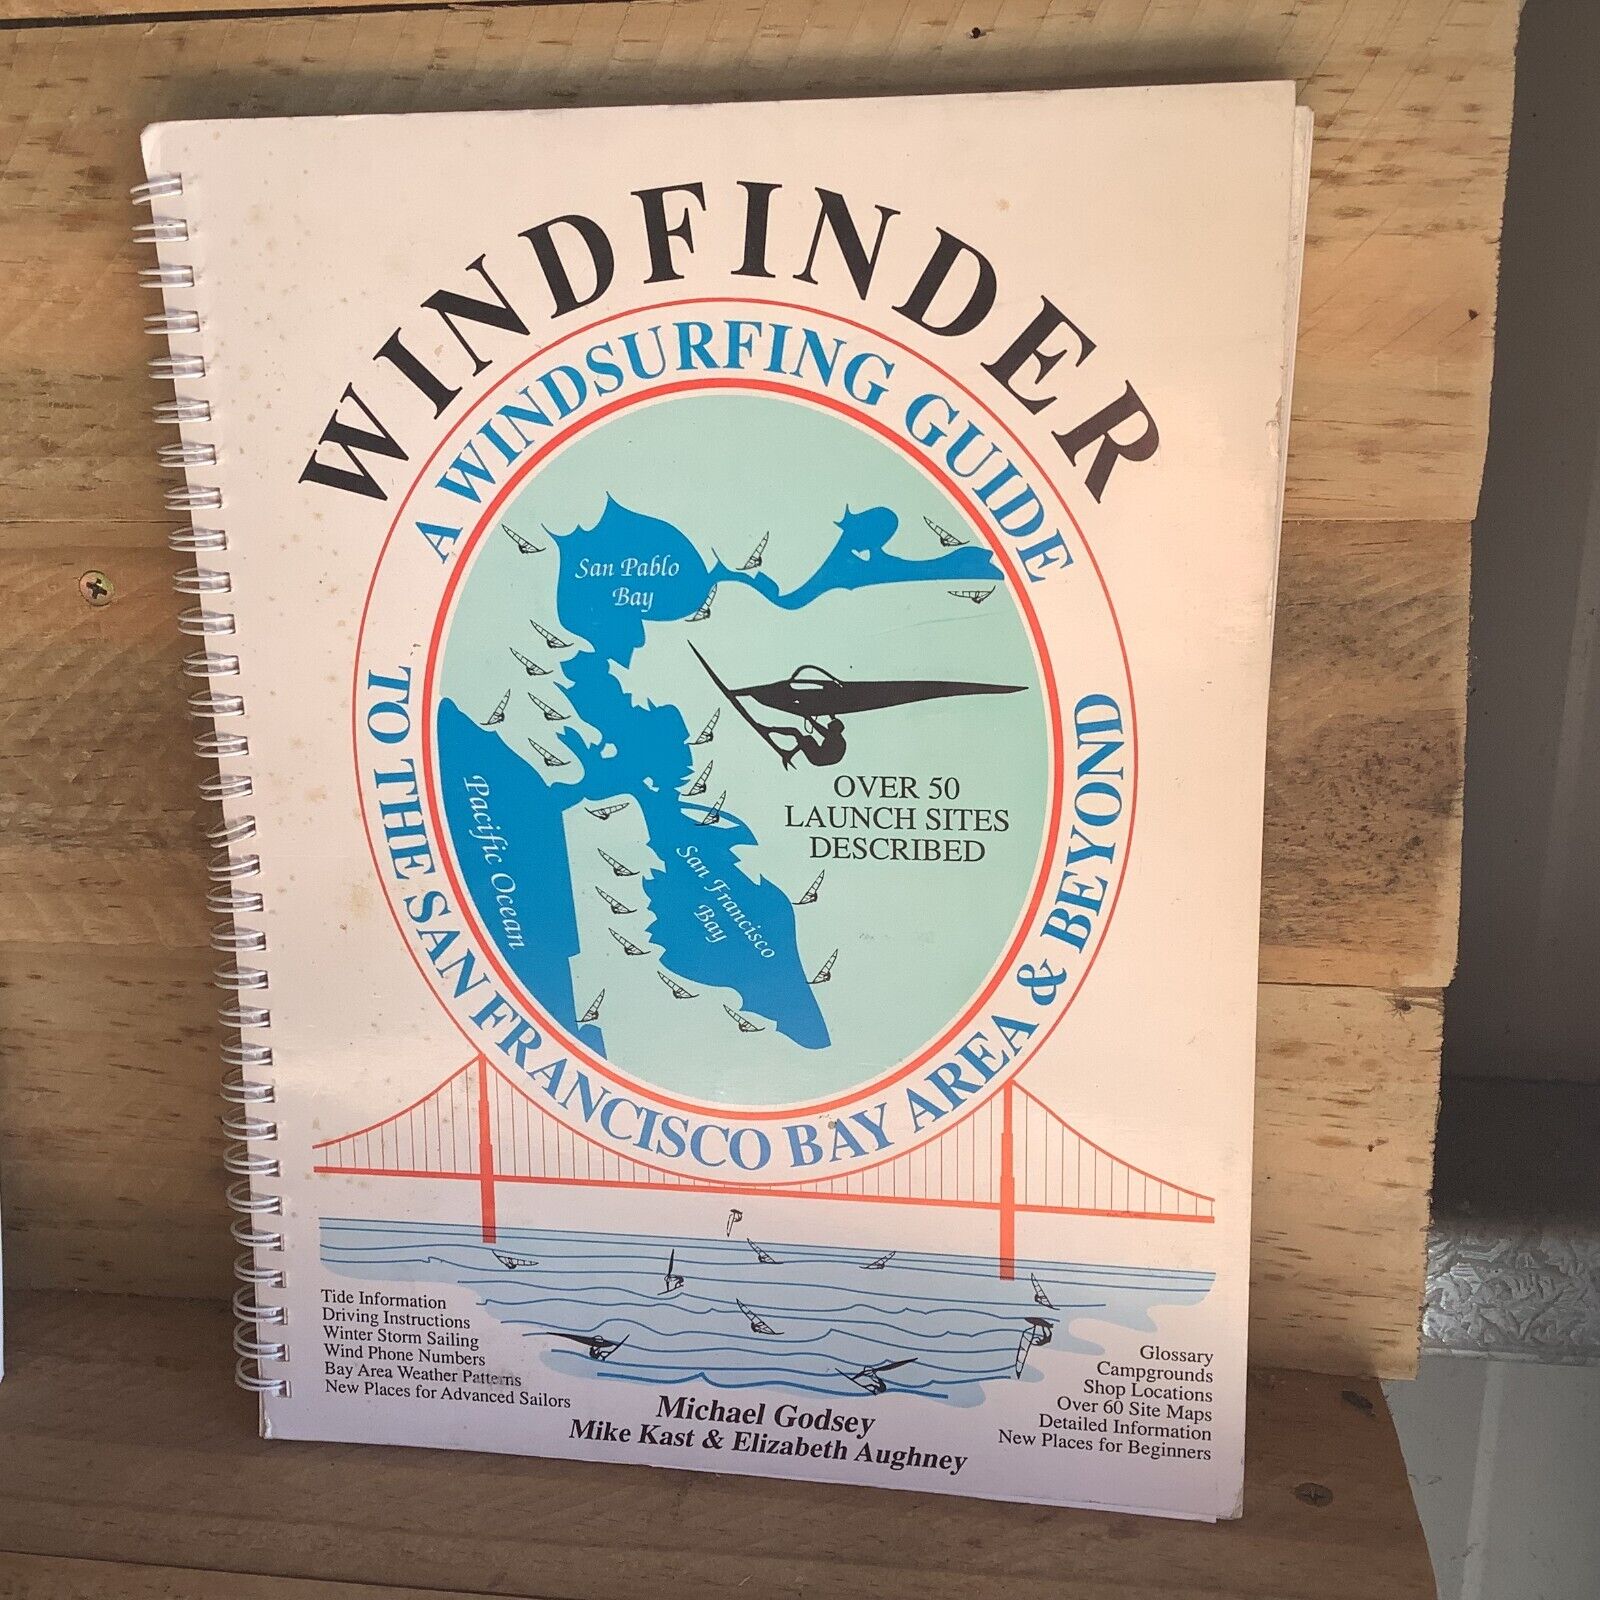 WINDFINDER
A WINDSURFING GUIDE
TO THE SAN FRANCISCO BAY AREA & BEYOND
San Pablo
Bay
Pacific Ocean
San Francisco
Bay
OVER 50
LAUNCH SITES
DESCRIBED
Tide Information
Driving Instructions
Winter Storm Sailing
Wind Phone Numbers
Bay Area Weather Patterns
New Places for Advanced Sailors
Michael Godsey
Mike Kast & Elizabeth Aughney
Glossary
Campgrounds
Shop Locations
Over 60 Site Maps
Detailed Information
New Places for Beginners